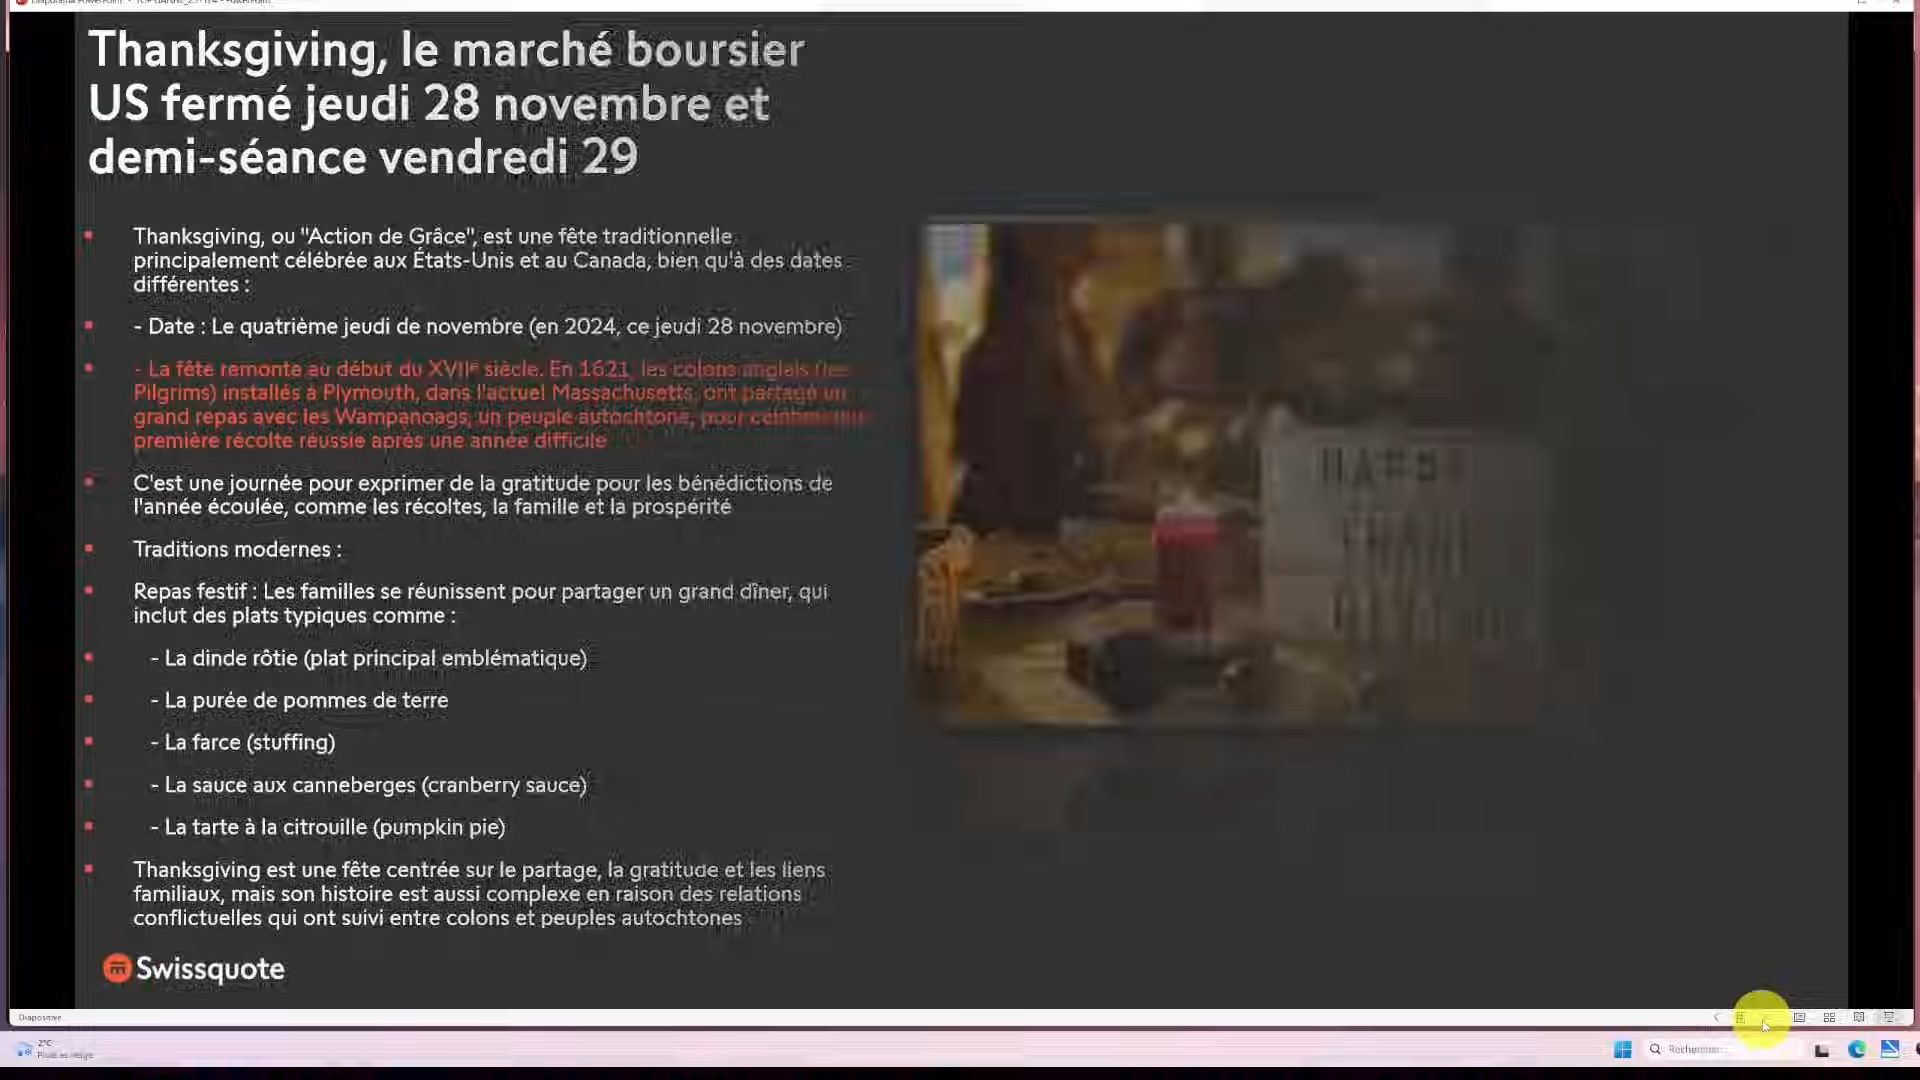 Thanksgiving, le marché boursier
US fermé jeudi 28 novembre et
demi-séance vendredi 29
Thanksgiving, ou "Action de Grâce", est une fête traditionnelle
principalement célébrée aux États-Unis et au Canada, bien qu'à des dates
différentes :
- Date : Le quatrième jeudi de novembre (en 2024, ce jeudi 28 novembre)
- La fête remonte au début du XVIIe siècle. En 1621, les colons anglais (les
Pilgrims) installés à Plymouth, dans l'actuel Massachusetts, ont partagé un
grand repas avec les Wampanoags, un peuple autochtone, pour célébrer leur
première récolte réussie après une année difficile
C'est une journée pour exprimer de la gratitude pour les bénédictions de
l'année écoulée, comme les récoltes, la famille et la prospérité
Traditions modernes :
Repas festif : Les familles se réunissent pour partager un grand dîner, qui
inclut des plats typiques comme :
- La dinde rôtie (plat principal emblématique)
- La purée de pommes de terre
- La farce (stuffing)
- La sauce aux canneberges (cranberry sauce)
- La tarte à la citrouille (pumpkin pie)
Thanksgiving est une fête centrée sur le partage, la gratitude et les liens
familiaux, mais son histoire est aussi complexe en raison des relations
conflictuelles qui ont suivi entre colons et peuples autochtones
Swissquote
Diapositive
2°C
Rechercher